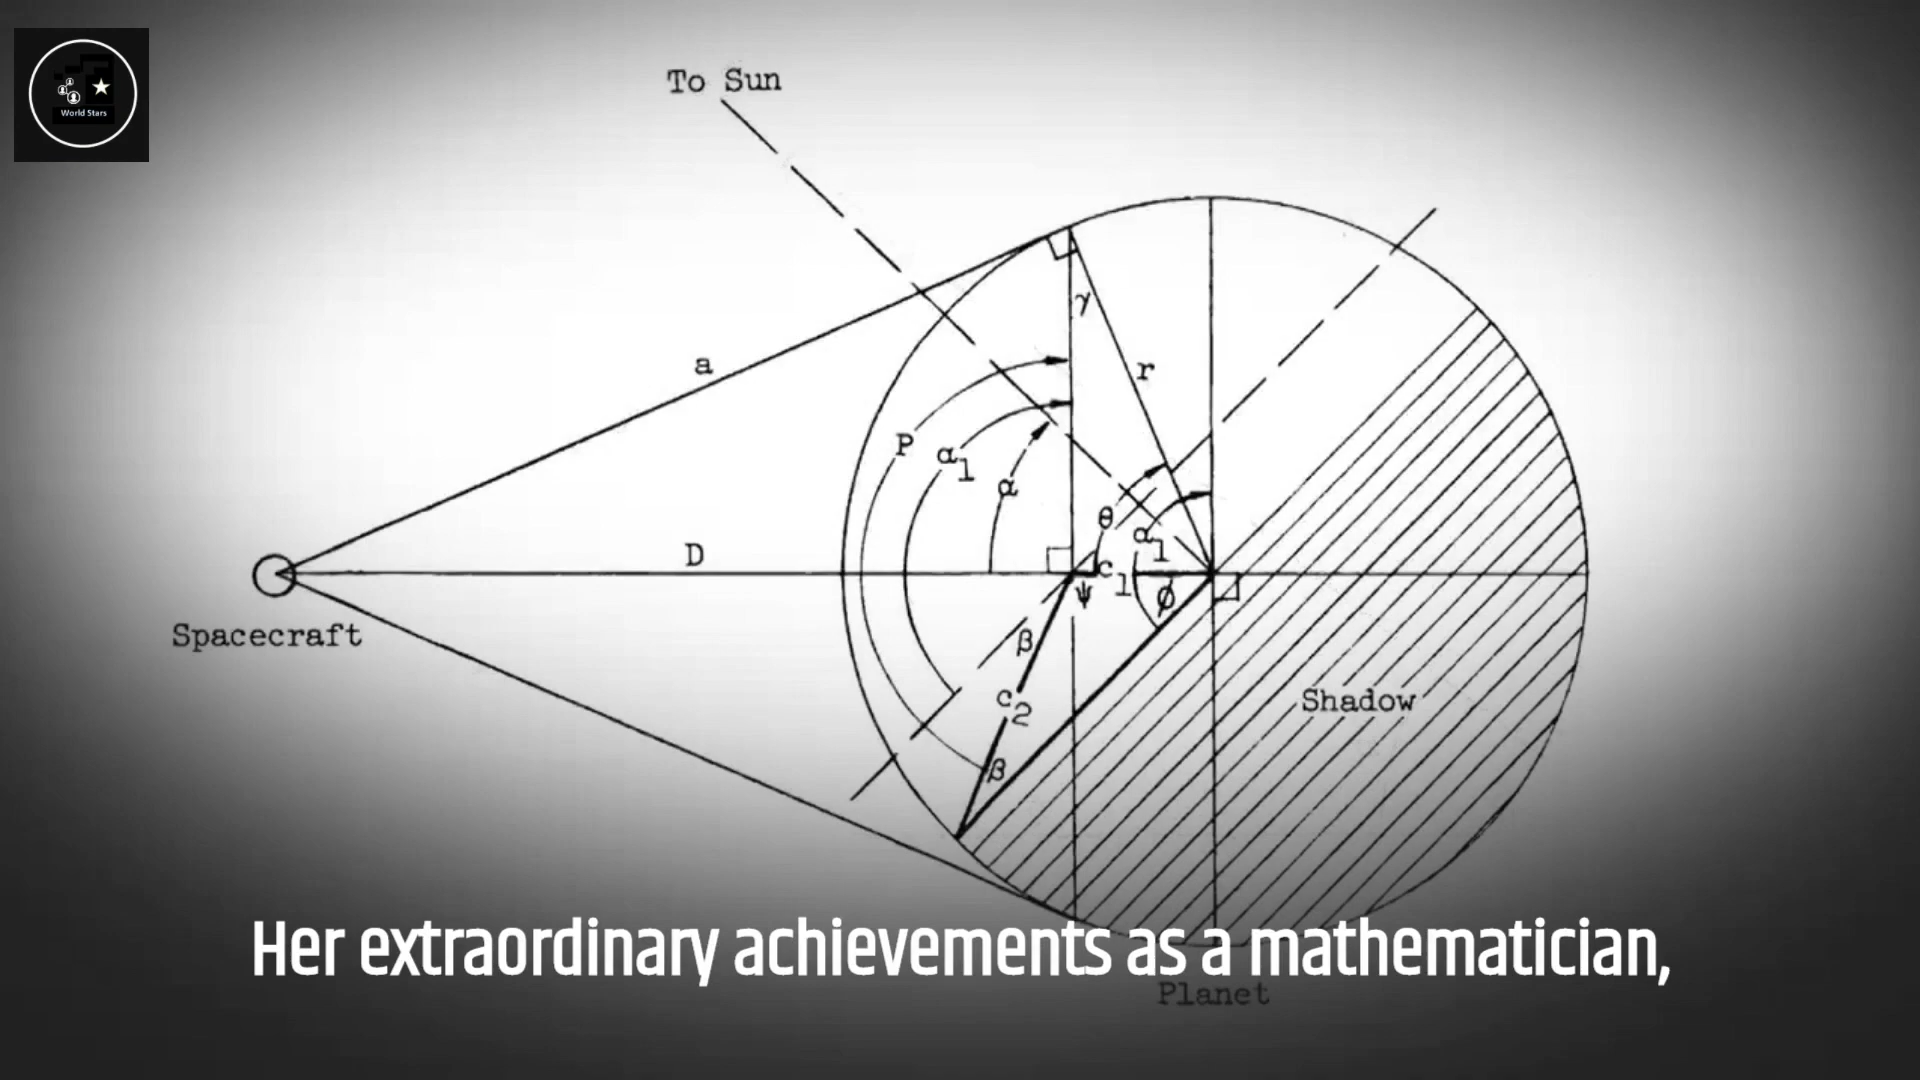 World Stars
To Sun
γ
a
r
P
α1
α
θ
α1
D
c1
ψ
φ
Spacecraft
β
c2
Shadow
β
Her extraordinary achievements as a mathematician,
Planet